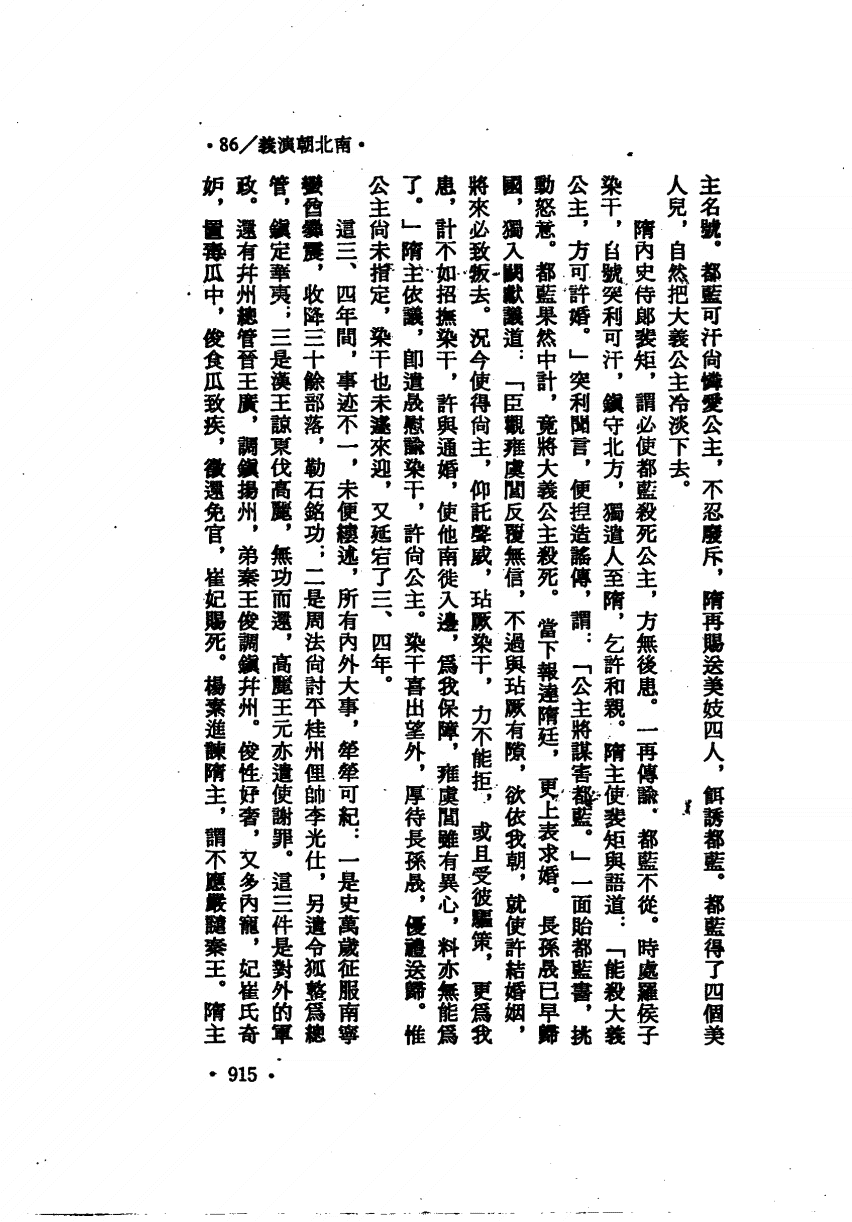 ·86/義演朝北南·
主名號。都藍可汗尙憐愛公主，不忍廢斥，隋再賜送美妓四人，餌誘都藍。都藍得了四個美
人兒，自然把大義公主冷淡下去。
隋內史侍郞裴矩，謂必使都藍殺死公主，方無後患。一再傳諭，都藍不從。時處羅侯子
染干，自號突利可汗，鎭守北方，獨遣人至隋，乞許和親。隋主使裴矩與語道：「能殺大義
公主，方可許婚。」突利聞言，便捏造謠傳，謂：「公主將謀害都藍。」一面貽都藍書，挑
動怒意。都藍果然中計，竟將大義公主殺死。當下報達隋廷，更上表求婚。長孫晟已早歸
國，獨入闕獻議道：「臣觀雍虞閭反覆無信，不過與玷厥有隙，欲依我朝，就使許結婚姻，
將來必致叛去。況今使得尙主，仰託聲威，玷厥染干，力不能拒，或且受彼驅策，更爲我
患，計不如招撫染干，許與通婚，使他南徙入邊，爲我保障，雍虞閭雖有異心，料亦無能爲
了。」隋主依議，卽遣晟慰諭染干，許尙公主。染干喜出望外，厚待長孫晟，優禮送歸。惟
公主尙未指定，染干也未遽來迎，又延宕了三、四年。
這三、四年間，事迹不一，未便縷述，所有內外大事，犖犖可紀：一是史萬歲征服南寧
蠻酋爨震，收降三十餘部落，勒石銘功；二是周法尙討平桂州俚帥李光仕，另遣令狐整爲總
管，鎭定華夷；三是漢王諒東伐高麗，無功而還，高麗王元亦遣使謝罪。這三件是對外的軍
政。還有幷州總管晉王廣，調鎭揚州，弟秦王俊調鎭幷州。俊性好奢，又多內寵，妃崔氏奇
妒，置毒瓜中，俊食瓜致疾，徵還免官，崔妃賜死。楊素進諫隋主，謂不應嚴譴秦王。隋主
·915·